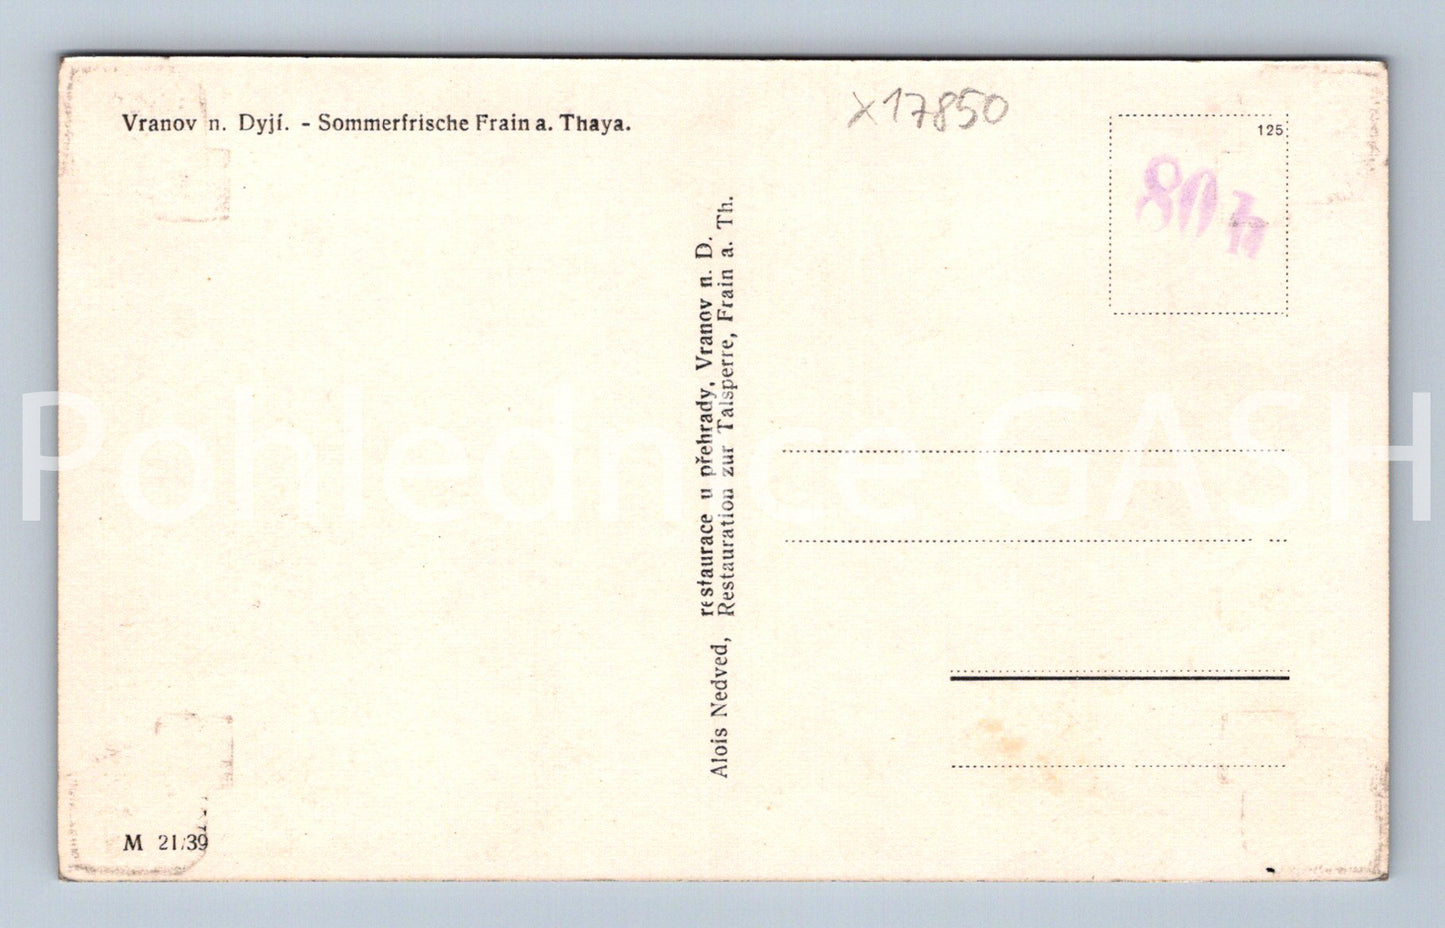 Vranov n. Dyjí. - Sommerfrische Frain a. Thaya.
x17850
125
80 h
Alois Nedved, restaurace u přehrady, Vranov n. D.
Restauration zur Talsperre, Frain a. Th.
Pohlednice GASH
M 21/39